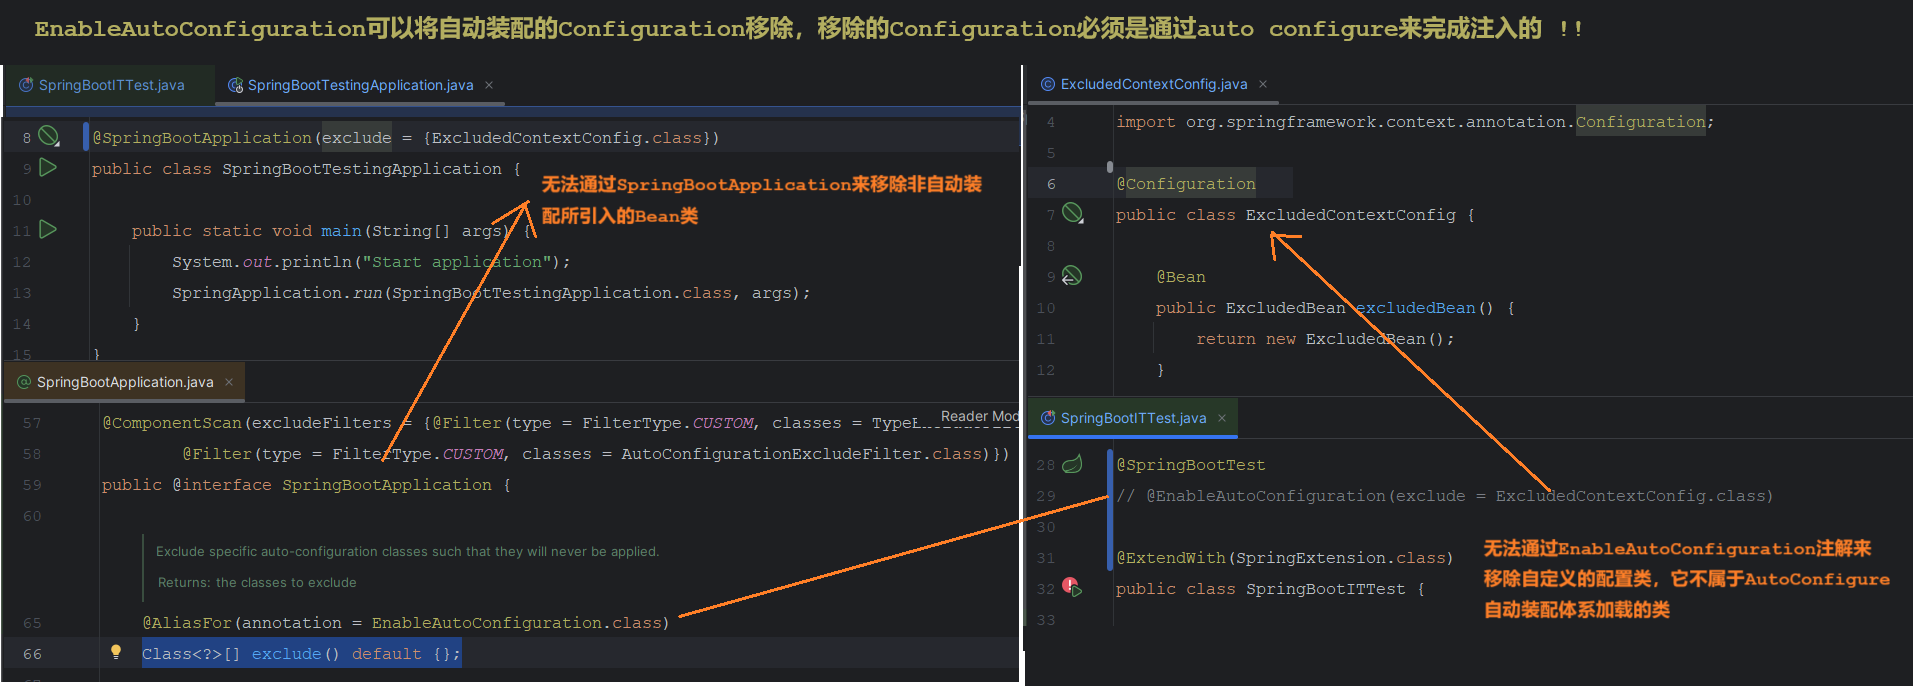 EnableAutoConfiguration可以将自动装配的Configuration移除，移除的Configuration必须是通过auto configure来完成注入的 !!
SpringBootITTest.java
SpringBootTestingApplication.java
8 @SpringBootApplication(exclude = {ExcludedContextConfig.class})
9 public class SpringBootTestingApplication {
10
11 public static void main(String[] args) {
12 System.out.println("Start application");
13 SpringApplication.run(SpringBootTestingApplication.class, args);
14 }
15 }
无法通过SpringBootApplication来移除非自动装
配所引入的Bean类
SpringBootApplication.java
Reader Mod
57 @ComponentScan(excludeFilters = {@Filter(type = FilterType.CUSTOM, classes =
58 @Filter(type = FilterType.CUSTOM, classes = AutoConfigurationExcludeFilter.class)})
59 public @interface SpringBootApplication {
60
Exclude specific auto-configuration classes such that they will never be applied.
Returns: the classes to exclude
65 @AliasFor(annotation = EnableAutoConfiguration.class)
66 Class<?>[] exclude() default {};
ExcludedContextConfig.java
4 import org.springframework.context.annotation.Configuration;
5
6 @Configuration
7 public class ExcludedContextConfig {
8
9 @Bean
10 public ExcludedBean excludedBean() {
11 return new ExcludedBean();
12 }
SpringBootITTest.java
28 @SpringBootTest
29 // @EnableAutoConfiguration(exclude = ExcludedContextConfig.class)
30
31 @ExtendWith(SpringExtension.class)
32 public class SpringBootITTest {
33
无法通过EnableAutoConfiguration注解来
移除自定义的配置类，它不属于AutoConfigure
自动装配体系加载的类